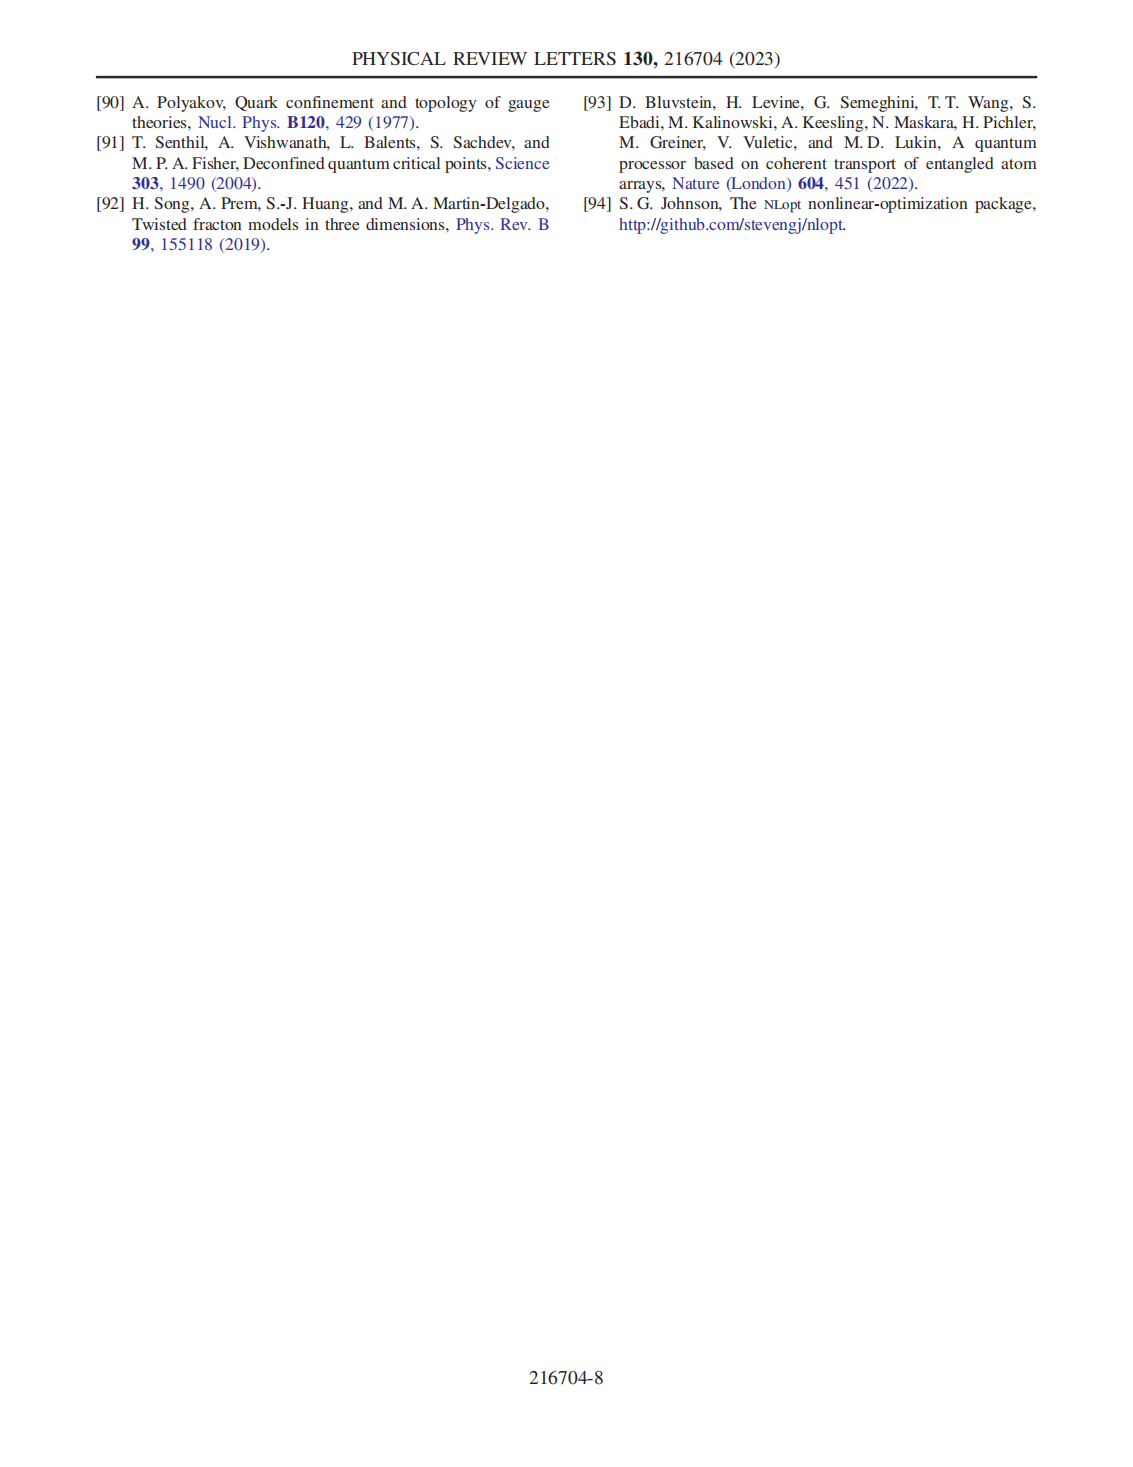 PHYSICAL REVIEW LETTERS 130, 216704 (2023)
[90] A. Polyakov, Quark confinement and topology of gauge
theories, Nucl. Phys. B120, 429 (1977).
[91] T. Senthil, A. Vishwanath, L. Balents, S. Sachdev, and
M. P. A. Fisher, Deconfined quantum critical points, Science
303, 1490 (2004).
[92] H. Song, A. Prem, S.-J. Huang, and M. A. Martin-Delgado,
Twisted fracton models in three dimensions, Phys. Rev. B
99, 155118 (2019).
[93] D. Bluvstein, H. Levine, G. Semeghini, T. T. Wang, S.
Ebadi, M. Kalinowski, A. Keesling, N. Maskara, H. Pichler,
M. Greiner, V. Vuletic, and M. D. Lukin, A quantum
processor based on coherent transport of entangled atom
arrays, Nature (London) 604, 451 (2022).
[94] S. G. Johnson, The NLopt nonlinear-optimization package,
http://github.com/stevengj/nlopt.
216704-8